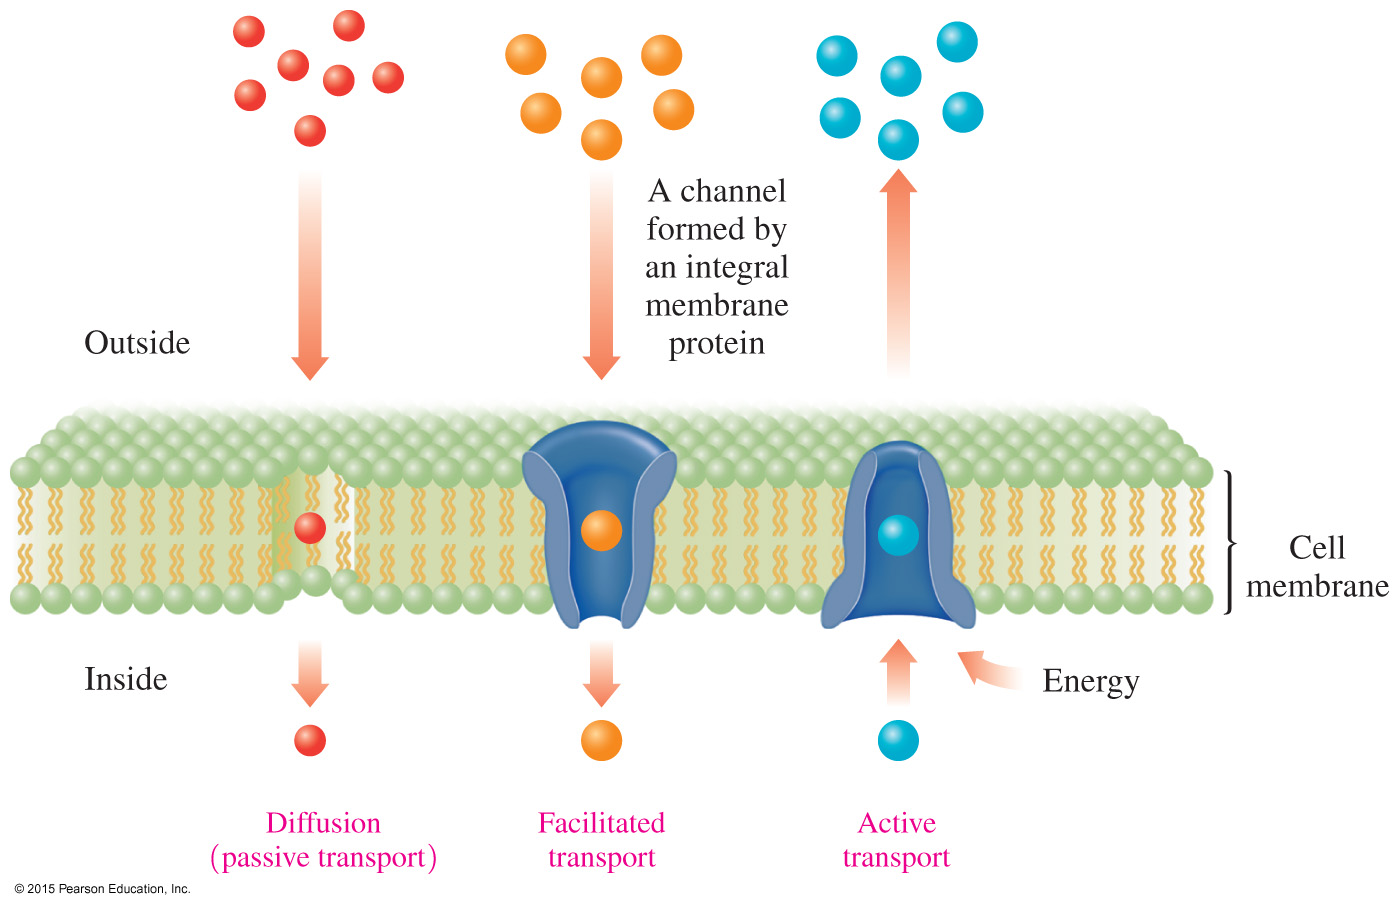 A channel
formed by
an integral
membrane
protein
Outside
Cell
membrane
Inside
Energy
Diffusion
(passive transport)
Facilitated
transport
Active
transport
© 2015 Pearson Education, Inc.